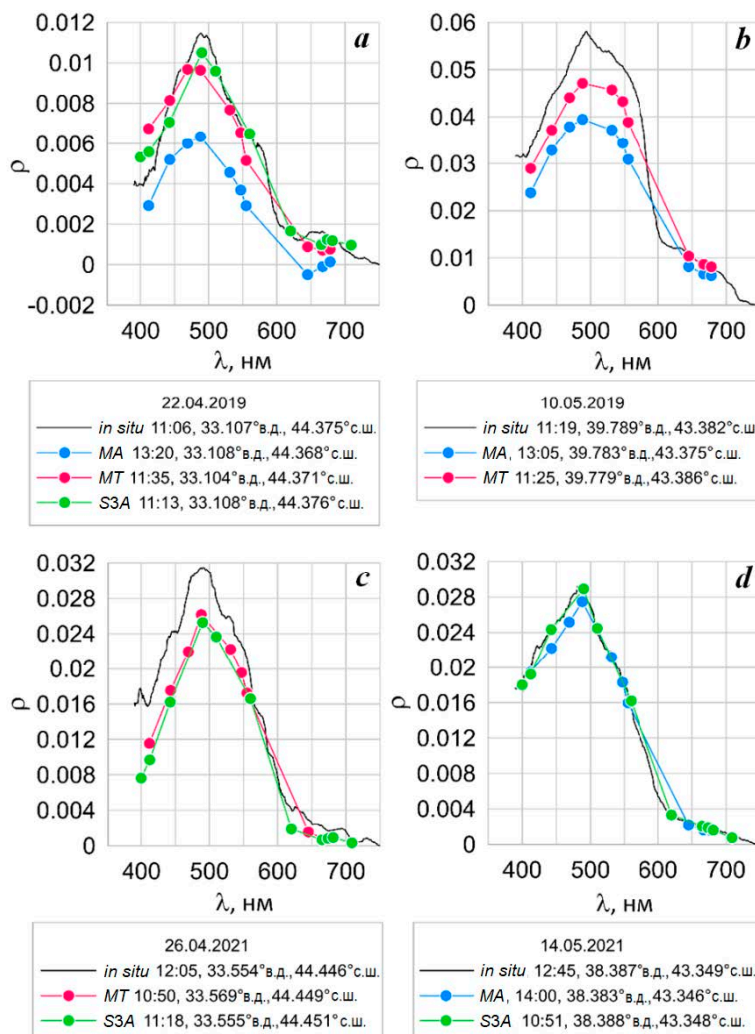 a
b
0.012
0.01
0.008
0.006
0.004
0.002
0
-0.002
ρ
400 500 600 700
λ, нм
0.06
0.05
0.04
0.03
0.02
0.01
0
ρ
400 500 600 700
λ, нм
22.04.2019
in situ 11:06, 33.107°в.д., 44.375°с.ш.
MA 13:20, 33.108°в.д., 44.368°с.ш.
MT 11:35, 33.104°в.д., 44.371°с.ш.
S3A 11:13, 33.108°в.д., 44.376°с.ш.
10.05.2019
in situ 11:19, 39.789°в.д., 43.382°с.ш.
MA, 13:05, 39.783°в.д., 43.375°с.ш.
MT 11:25, 39.779°в.д., 43.386°с.ш.
c
d
0.032
0.028
0.024
0.02
0.016
0.012
0.008
0.004
0
ρ
400 500 600 700
λ, нм
0.032
0.028
0.024
0.02
0.016
0.012
0.008
0.004
0
ρ
400 500 600 700
λ, нм
26.04.2021
in situ 12:05, 33.554°в.д., 44.446°с.ш.
MT 10:50, 33.569°в.д., 44.449°с.ш.
S3A 11:18, 33.555°в.д., 44.451°с.ш.
14.05.2021
in situ 12:45, 38.387°в.д., 43.349°с.ш.
MA, 14:00, 38.383°в.д., 43.346°с.ш.
S3A 10:51, 38.388°в.д., 43.348°с.ш.